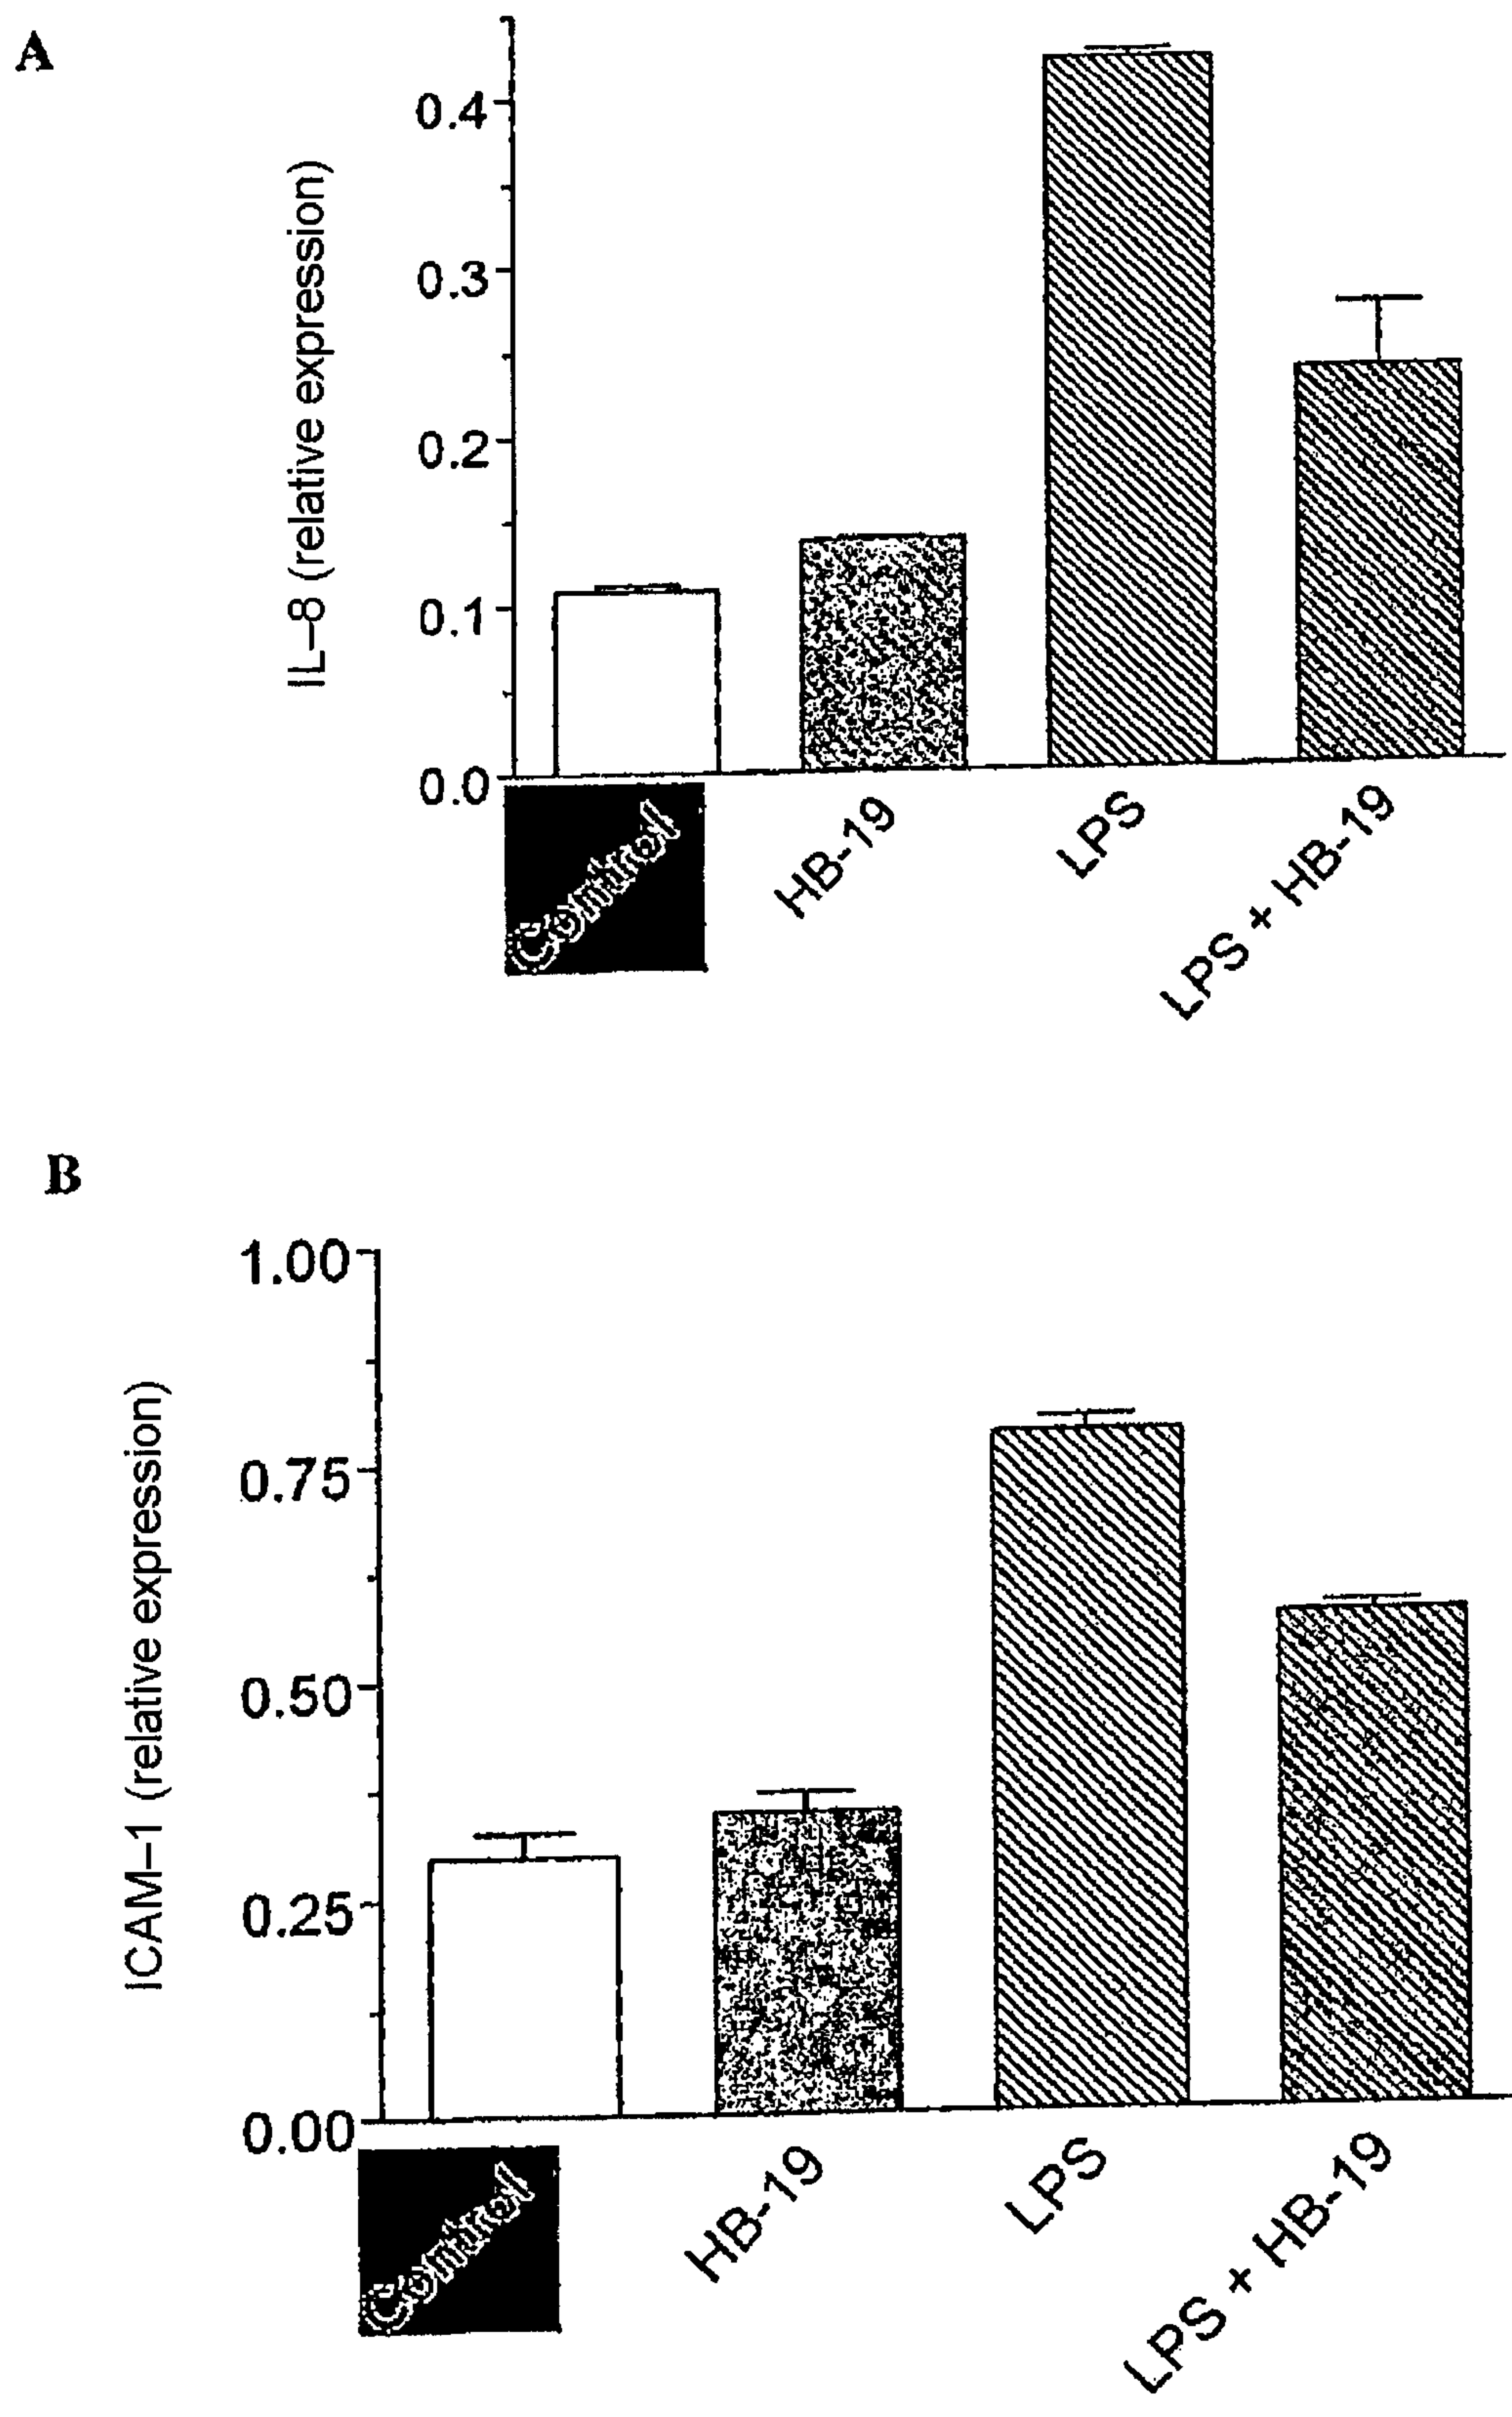 A
IL–8 (relative expression)
0.4
0.3
0.2
0.1
0.0
Control
HB-19
LPS
LPS + HB-19
B
ICAM–1 (relative expression)
1.00
0.75
0.50
0.25
0.00
Control
HB-19
LPS
LPS + HB-19